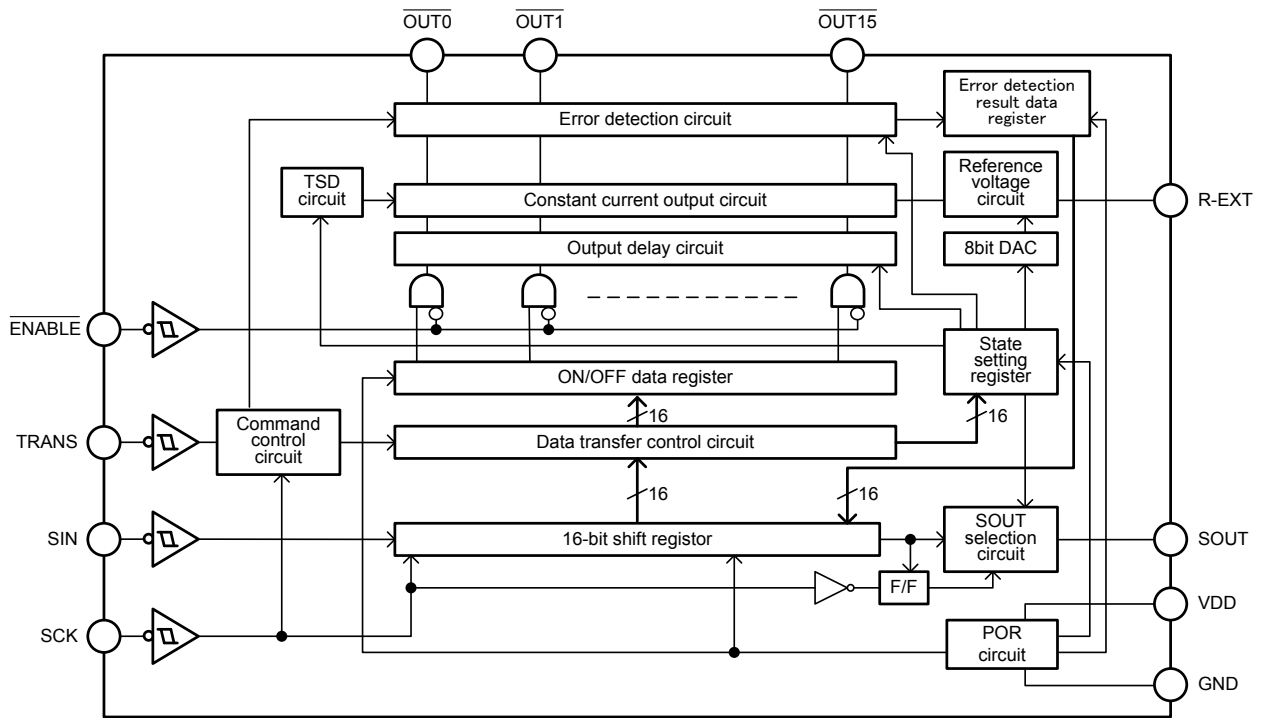 OUT0 OUT1 OUT15
Error detection
result data
register
Error detection circuit
TSD
circuit
Reference
voltage
circuit
Constant current output circuit
R-EXT
Output delay circuit
8bit DAC
ENABLE
State
setting
register
ON/OFF data register
16
16
TRANS
Command
control
circuit
Data transfer control circuit
16
16
SIN
16-bit shift registor
SOUT
selection
circuit
SOUT
F/F
VDD
SCK
POR
circuit
GND